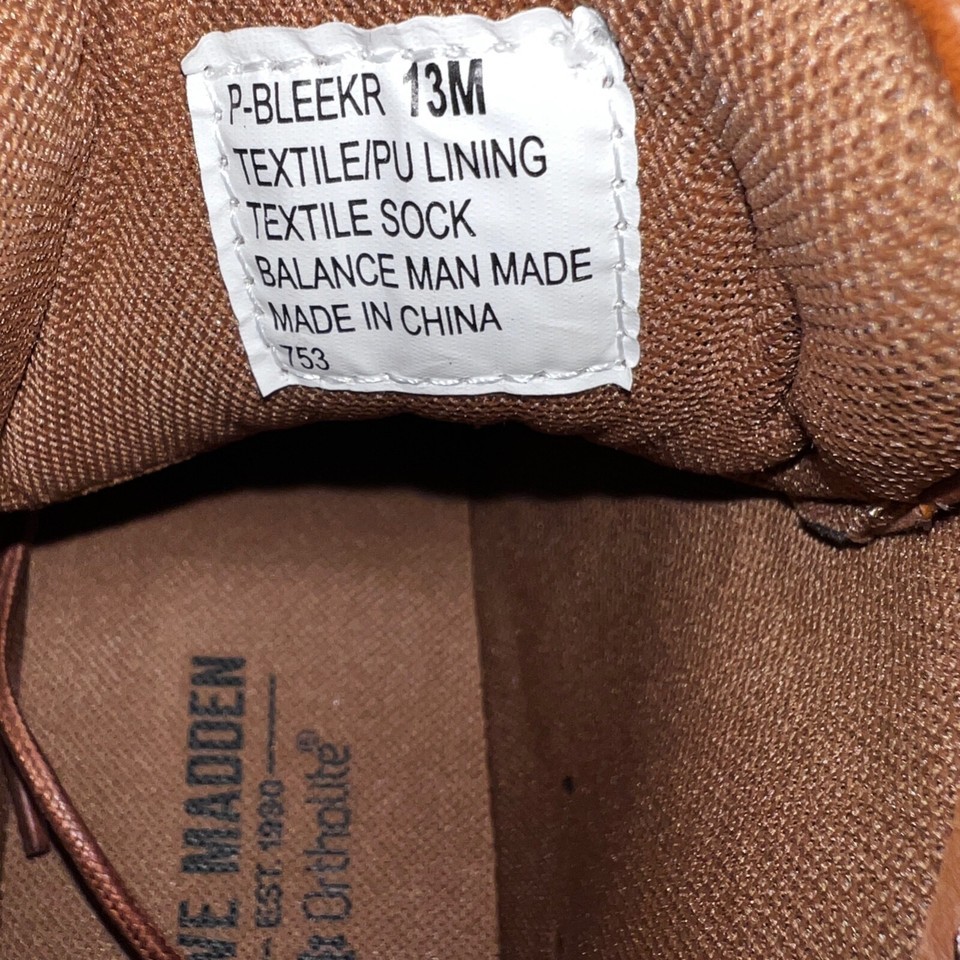 P-BLEEKR 13M
TEXTILE/PU LINING
TEXTILE SOCK
BALANCE MAN MADE
MADE IN CHINA
753
VE MADDEN
- EST. 1990 -
OrthoLite®